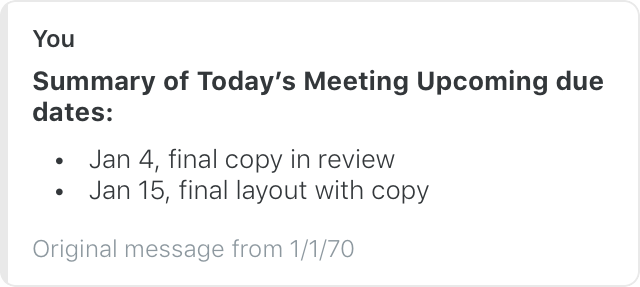 You
Summary of Today’s Meeting Upcoming due
dates:
• Jan 4, final copy in review
• Jan 15, final layout with copy
Original message from 1/1/70